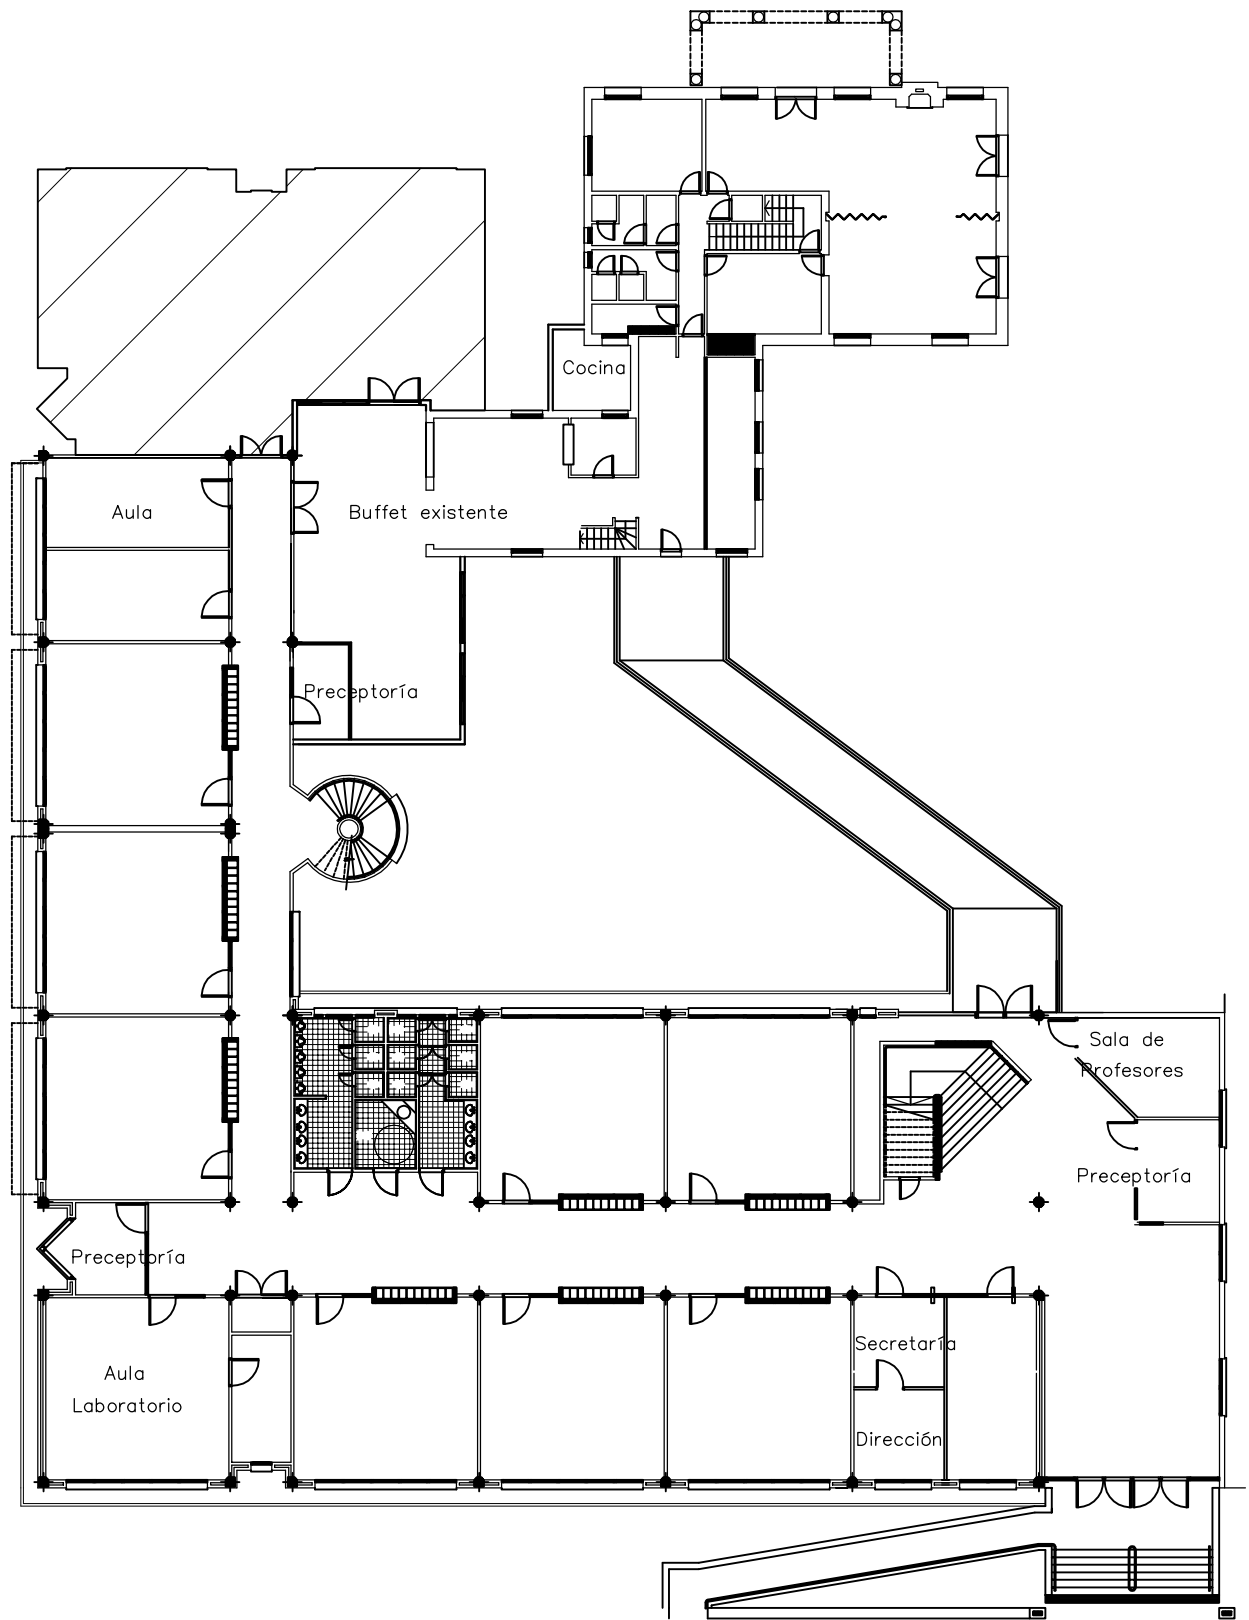 Cocina
Aula
Buffet existente
Preceptoría
Sala de
Profesores
Preceptoría
Preceptoría
Secretaría
Aula
Laboratorio
Dirección